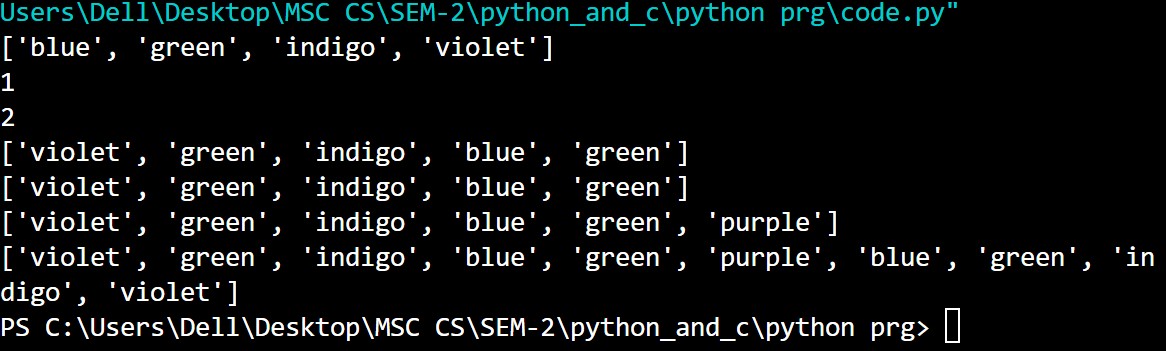 Users\Dell\Desktop\MSC CS\SEM-2\python_and_c\python prg\code.py"
['blue', 'green', 'indigo', 'violet']
1
2
['violet', 'green', 'indigo', 'blue', 'green']
['violet', 'green', 'indigo', 'blue', 'green']
['violet', 'green', 'indigo', 'blue', 'green', 'purple']
['violet', 'green', 'indigo', 'blue', 'green', 'purple', 'blue', 'green', 'in
digo', 'violet']
PS C:\Users\Dell\Desktop\MSC CS\SEM-2\python_and_c\python prg>